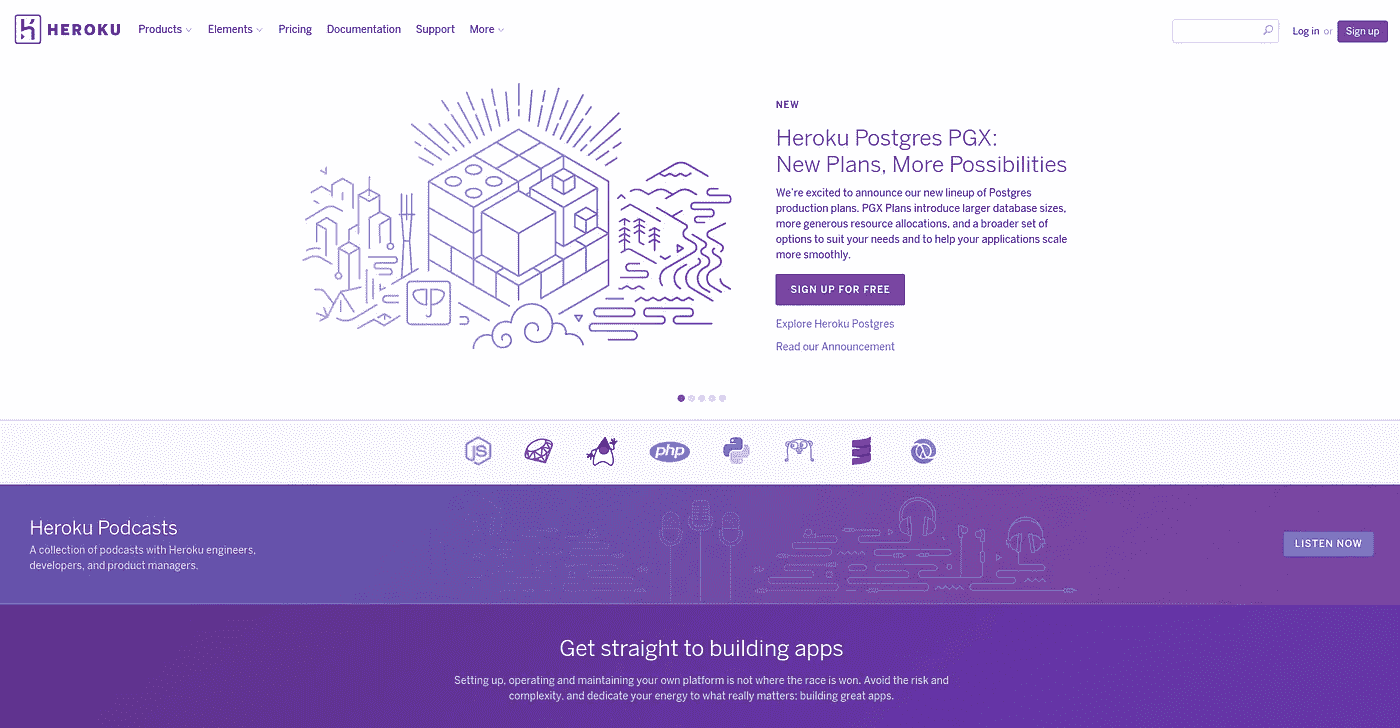 HEROKU
Products
Elements
Pricing
Documentation
Support
More
Log in or
Sign up
NEW
Heroku Postgres PGX:
New Plans, More Possibilities
We're excited to announce our new lineup of Postgres
production plans. PGX Plans introduce larger database sizes,
more generous resource allocations, and a broader set of
options to suit your needs and to help your applications scale
more smoothly.
SIGN UP FOR FREE
Explore Heroku Postgres
Read our Announcement
JS
php
λ
Heroku Podcasts
A collection of podcasts with Heroku engineers,
developers, and product managers.
LISTEN NOW
Get straight to building apps
Setting up, operating and maintaining your own platform is not where the race is won. Avoid the risk and
complexity, and dedicate your energy to what really matters: building great apps.